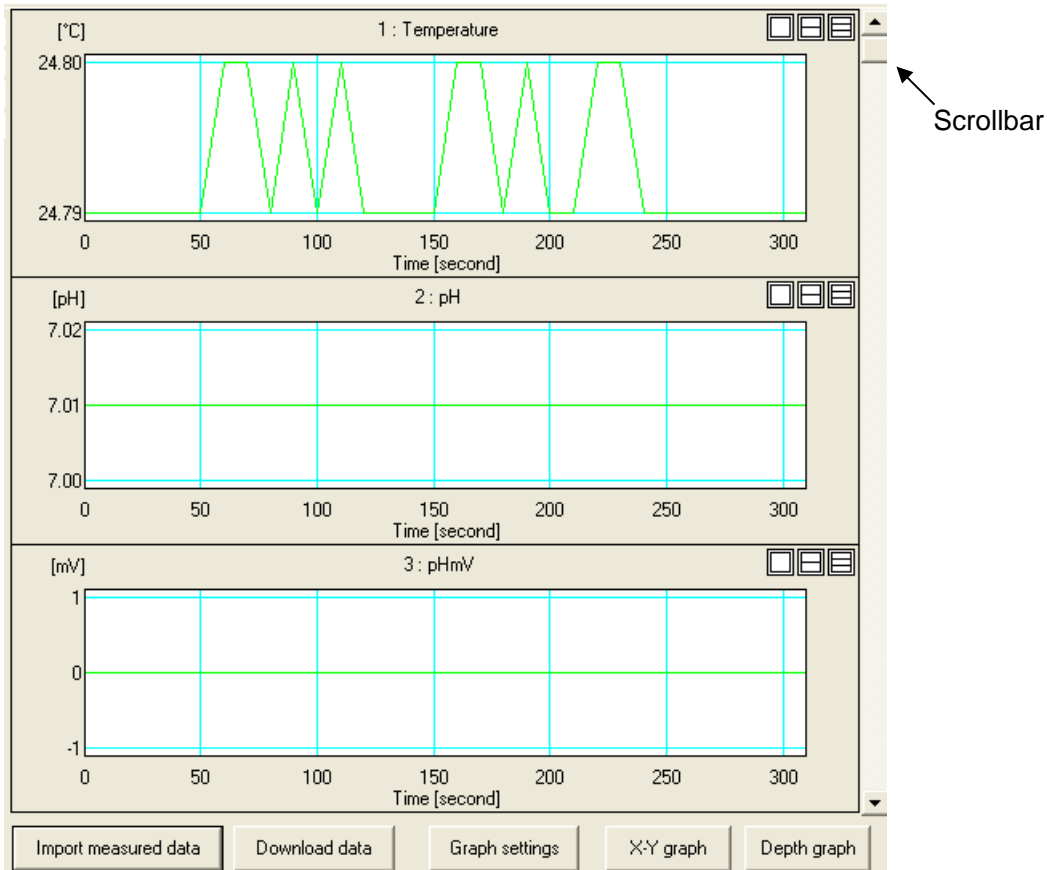 [°C]
1 : Temperature
24.80
24.79
0 50 100 150 200 250 300
Time [second]
Scrollbar
[pH]
2 : pH
7.02
7.01
7.00
0 50 100 150 200 250 300
Time [second]
[mV]
3 : pHmV
1
0
-1
0 50 100 150 200 250 300
Time [second]
Import measured data Download data Graph settings X-Y graph Depth graph